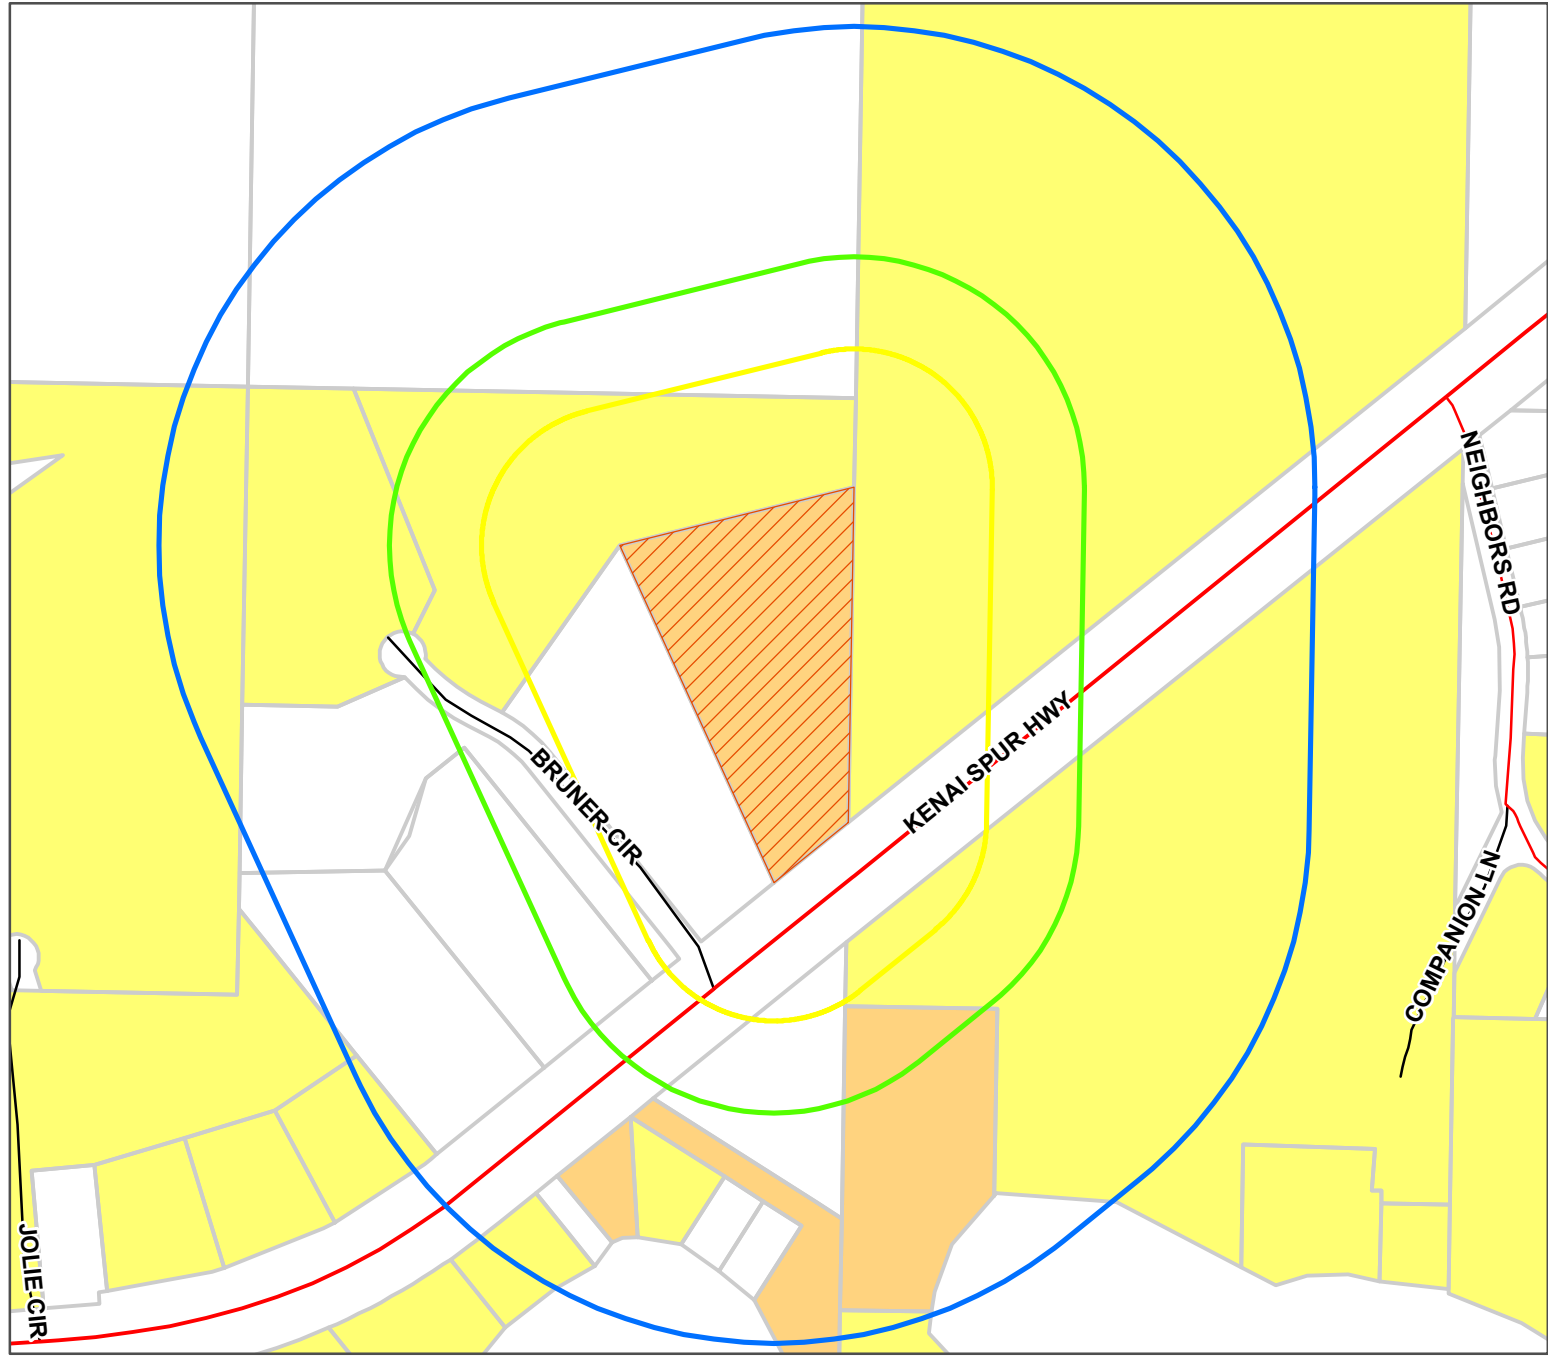 NEIGHBORS RD
KENAI SPUR HWY
BRUNER CIR
COMPANION LN
JOLIE CIR